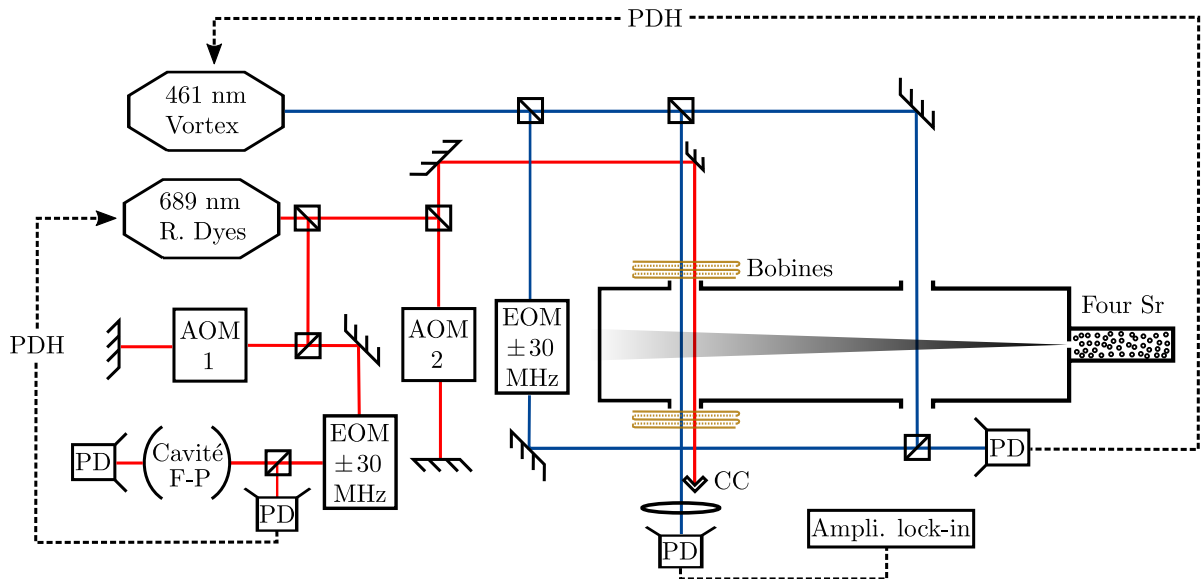 PDH
461 nm
Vortex
689 nm
R. Dyes
Bobines
Four Sr
PDH
AOM
1
AOM
2
EOM
±30
MHz
Cavité
F-P
PD
EOM
±30
MHz
PD
PD
CC
PD
Ampli. lock-in